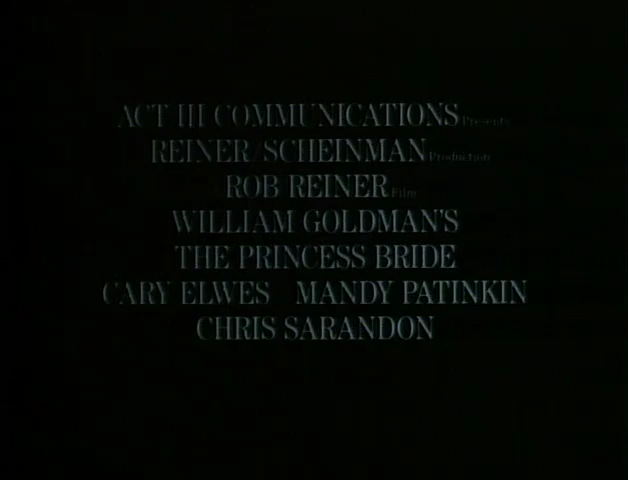 ACT III COMMUNICATIONS Presents
REINER/SCHEINMAN Production
ROB REINER Film
WILLIAM GOLDMAN'S
THE PRINCESS BRIDE
CARY ELWES MANDY PATINKIN
CHRIS SARANDON